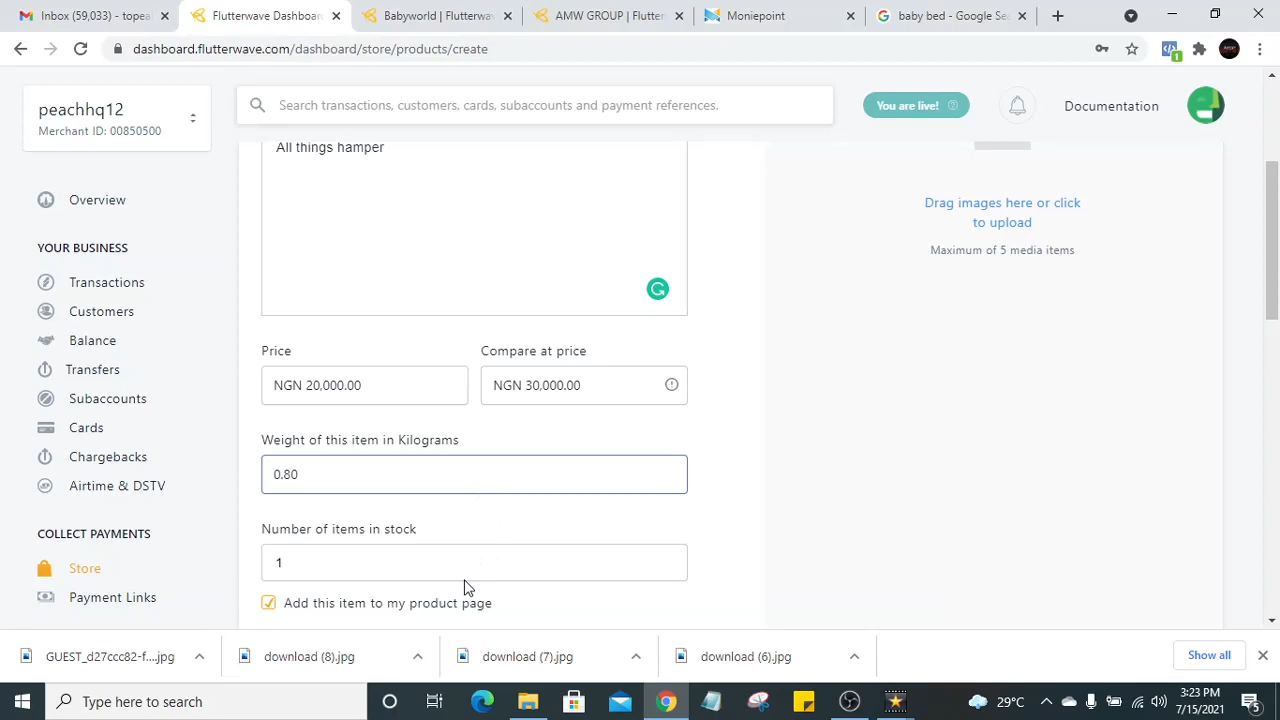 Inbox (59,033) - topea
Flutterwave Dashboar
Babyworld | Flutterwa
AMW GROUP | Flutter
Moniepoint
baby bed - Google Se
dashboard.flutterwave.com/dashboard/store/products/create
1
peachhq12
Merchant ID: 00850500
Search transactions, customers, cards, subaccounts and payment references.
You are live!
Documentation
Overview
YOUR BUSINESS
Transactions
Customers
Balance
Transfers
Subaccounts
Cards
Chargebacks
Airtime & DSTV
COLLECT PAYMENTS
Store
Payment Links
All things hamper
Price
Compare at price
NGN 20,000.00
NGN 30,000.00
Weight of this item in Kilograms
0.80
Number of items in stock
1
Add this item to my product page
Drag images here or click
to upload
Maximum of 5 media items
GUEST_d27ccc82-f....jpg
download (8).jpg
download (7).jpg
download (6).jpg
Show all
Type here to search
29°C
3:23 PM
7/15/2021
5